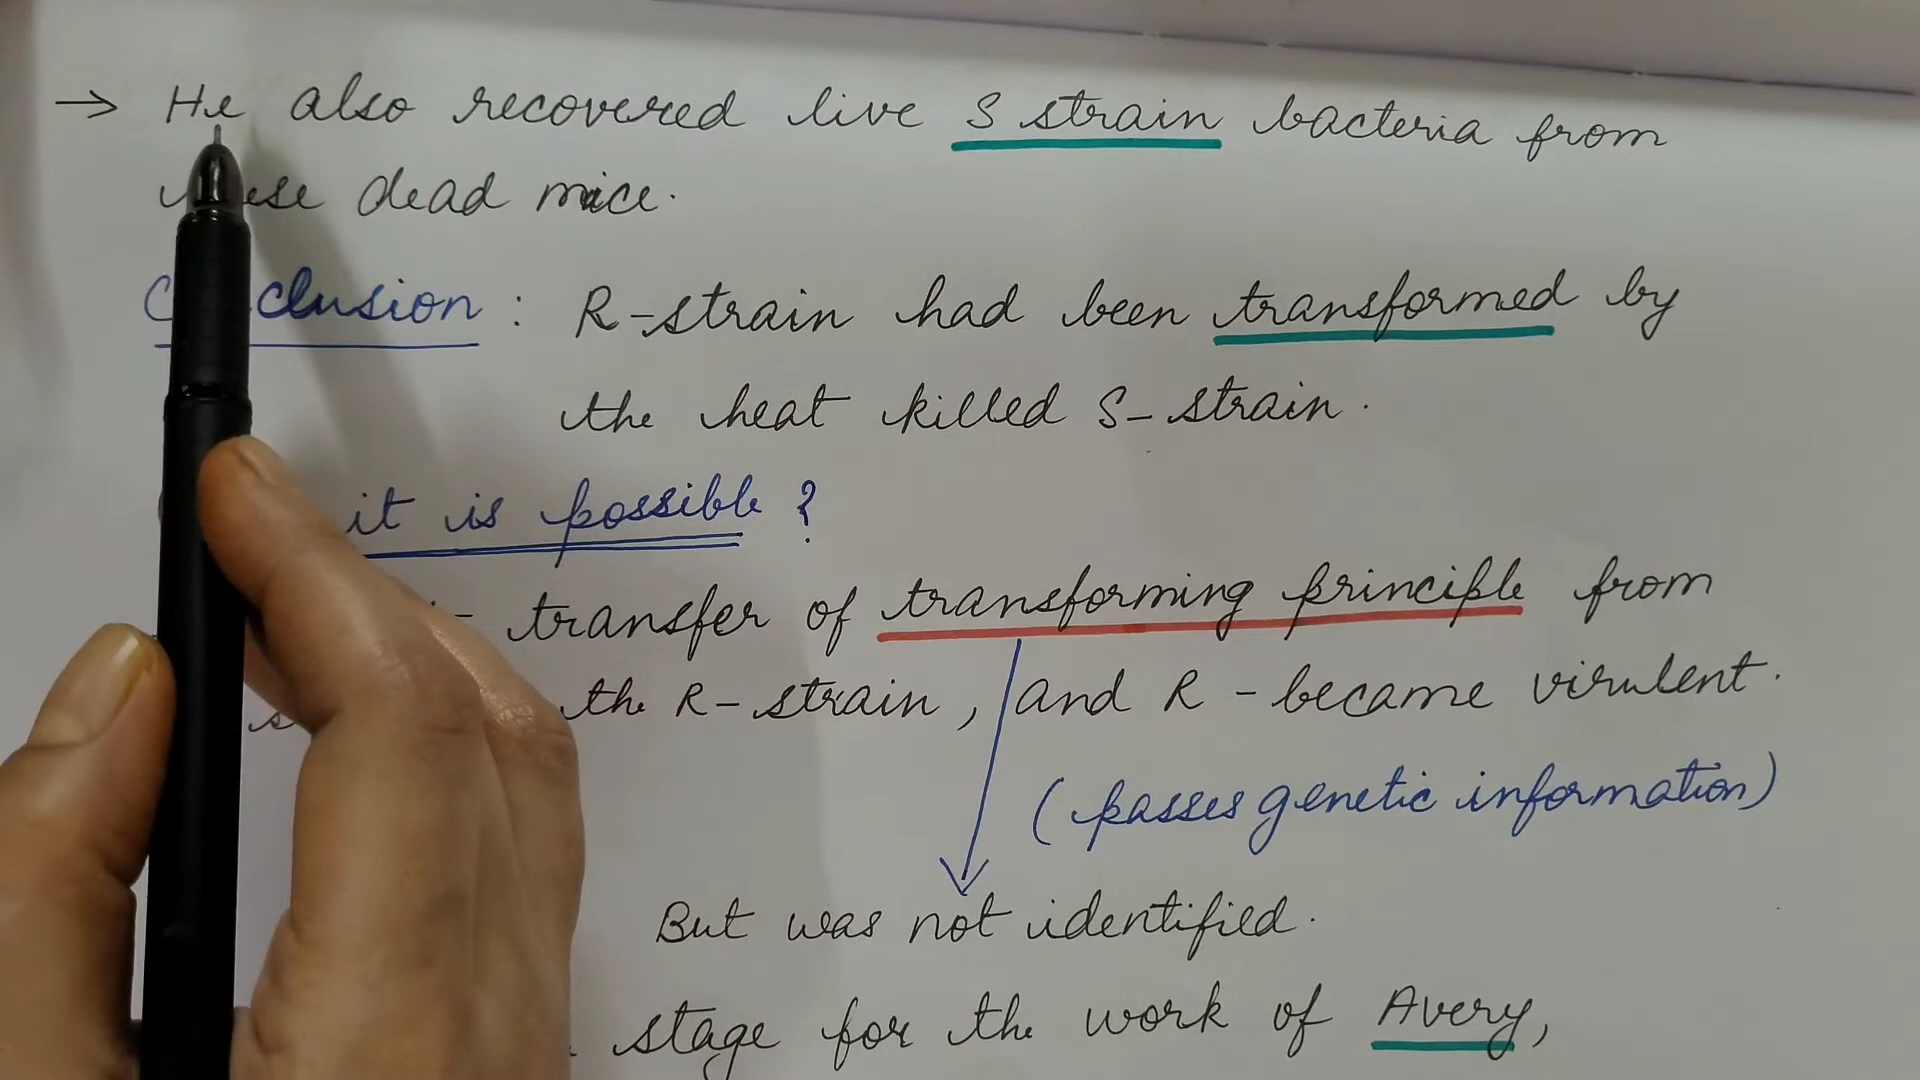 → He also recovered live S strain bacteria from
dead mice.
Conclusion : R-strain had been transformed by
the heat killed S-strain.
it is possible ?
- transfer of transforming principle from
the R-strain, and R-became virulent.
(passes genetic information)
But was not identified.
stage for the work of Avery,